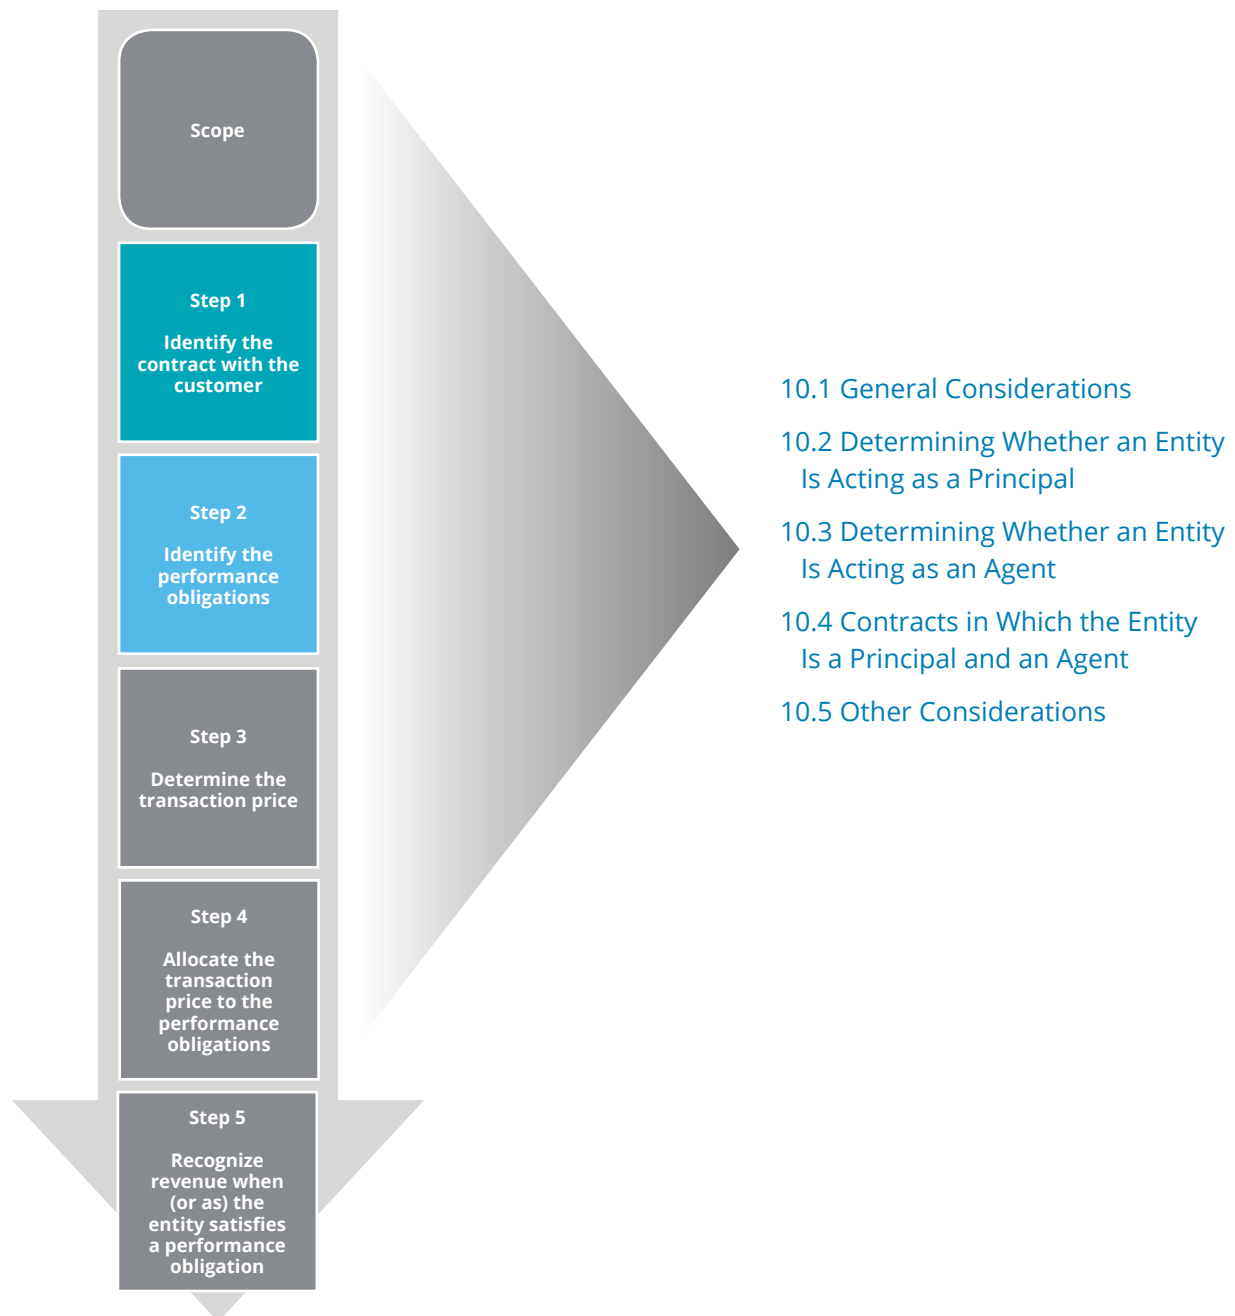 Scope
Step 1
Identify the
contract with the
customer
Step 2
Identify the
performance
obligations
Step 3
Determine the
transaction price
Step 4
Allocate the
transaction
price to the
performance
obligations
Step 5
Recognize
revenue when
(or as) the
entity satisfies
a performance
obligation
10.1 General Considerations
10.2 Determining Whether an Entity
Is Acting as a Principal
10.3 Determining Whether an Entity
Is Acting as an Agent
10.4 Contracts in Which the Entity
Is a Principal and an Agent
10.5 Other Considerations